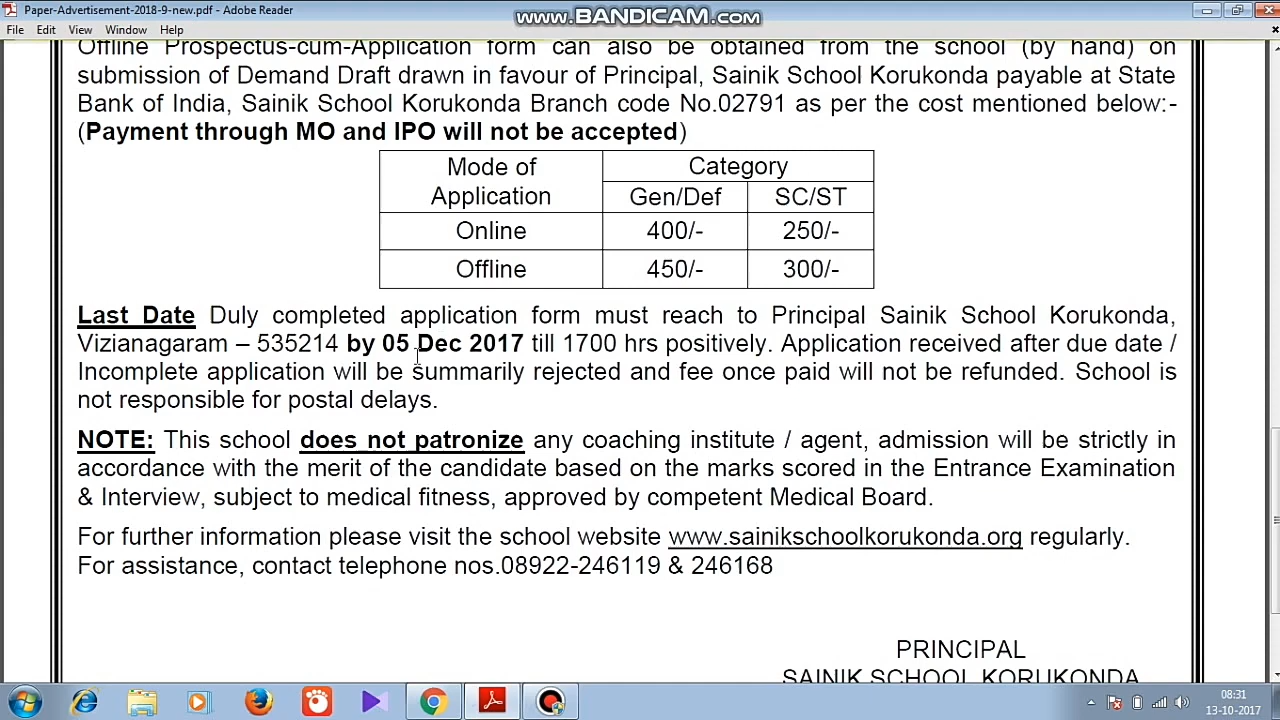 Paper-Advertisement-2018-9-new.pdf - Adobe Reader
www.BANDICAM.com
File Edit View Window Help
Offline Prospectus-cum-Application form can also be obtained from the school (by hand) on
submission of Demand Draft drawn in favour of Principal, Sainik School Korukonda payable at State
Bank of India, Sainik School Korukonda Branch code No.02791 as per the cost mentioned below:-
(Payment through MO and IPO will not be accepted)
Mode of Application Category
Gen/Def SC/ST
Online 400/- 250/-
Offline 450/- 300/-
Last Date Duly completed application form must reach to Principal Sainik School Korukonda,
Vizianagaram – 535214 by 05 Dec 2017 till 1700 hrs positively. Application received after due date /
Incomplete application will be summarily rejected and fee once paid will not be refunded. School is
not responsible for postal delays.
NOTE: This school does not patronize any coaching institute / agent, admission will be strictly in
accordance with the merit of the candidate based on the marks scored in the Entrance Examination
& Interview, subject to medical fitness, approved by competent Medical Board.
For further information please visit the school website www.sainikschoolkorukonda.org regularly.
For assistance, contact telephone nos.08922-246119 & 246168
PRINCIPAL
SAINIK SCHOOL KORUKONDA
08:31
13-10-2017